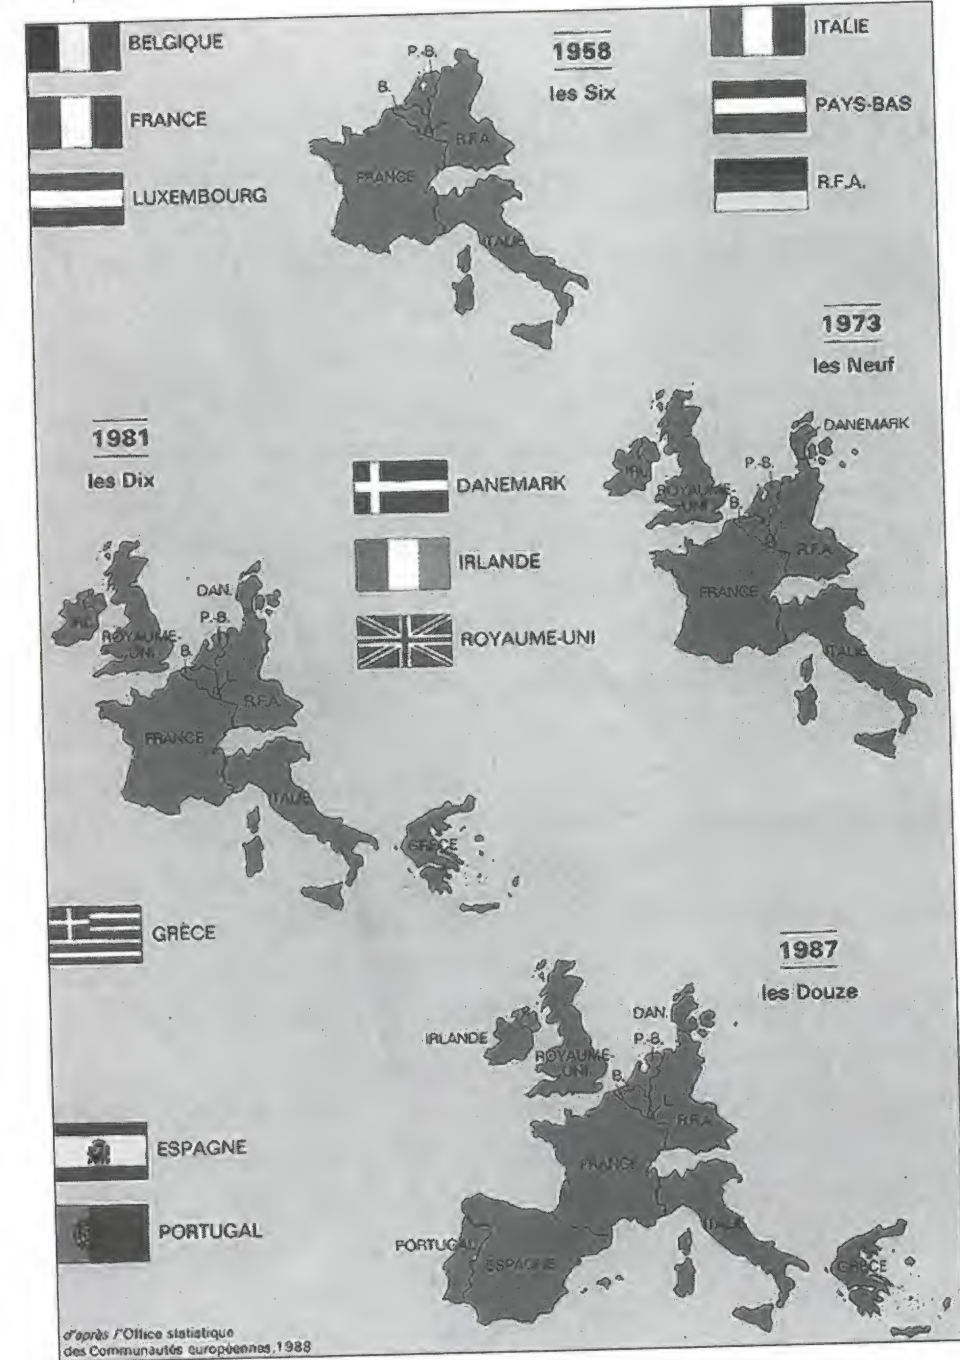 BELGIQUE
FRANCE
LUXEMBOURG
1958
les Six
ITALIE
PAYS-BAS
R.F.A.
P.-B.
B.
R.F.A.
FRANCE
ITALIE
1973
les Neuf
DANEMARK
P.-B.
IRL.
ROYAUME-
UNI
B.
R.F.A.
FRANCE
ITALIE
1981
les Dix
DANEMARK
IRLANDE
ROYAUME-UNI
DAN.
P.-B.
IRL.
ROYAUME-
UNI
B.
L.
R.F.A.
FRANCE
ITALIE
GRÈCE
GRÈCE
1987
les Douze
DAN.
P.-B.
IRLANDE
ROYAUME-
UNI
B.
L.
R.F.A.
FRANCE
ITALIE
PORTUGAL
ESPAGNE
GRÈCE
ESPAGNE
PORTUGAL
d'après l'Office statistique
des Communautés européennes, 1988